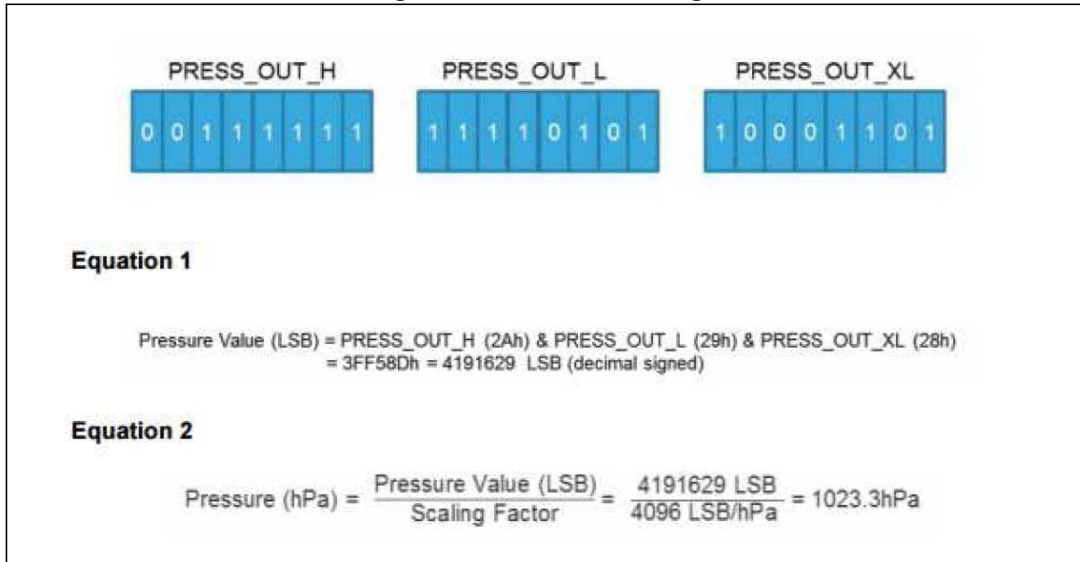 PRESS_OUT_H PRESS_OUT_L PRESS_OUT_XL
0 0 1 1 1 1 1 1 1 1 1 1 0 1 0 1 1 0 0 0 1 1 0 1
Equation 1
Pressure Value (LSB) = PRESS_OUT_H (2Ah) & PRESS_OUT_L (29h) & PRESS_OUT_XL (28h)
= 3FF58Dh = 4191629 LSB (decimal signed)
Equation 2
Pressure (hPa) = Pressure Value (LSB) / Scaling Factor = 4191629 LSB / 4096 LSB/hPa = 1023.3hPa